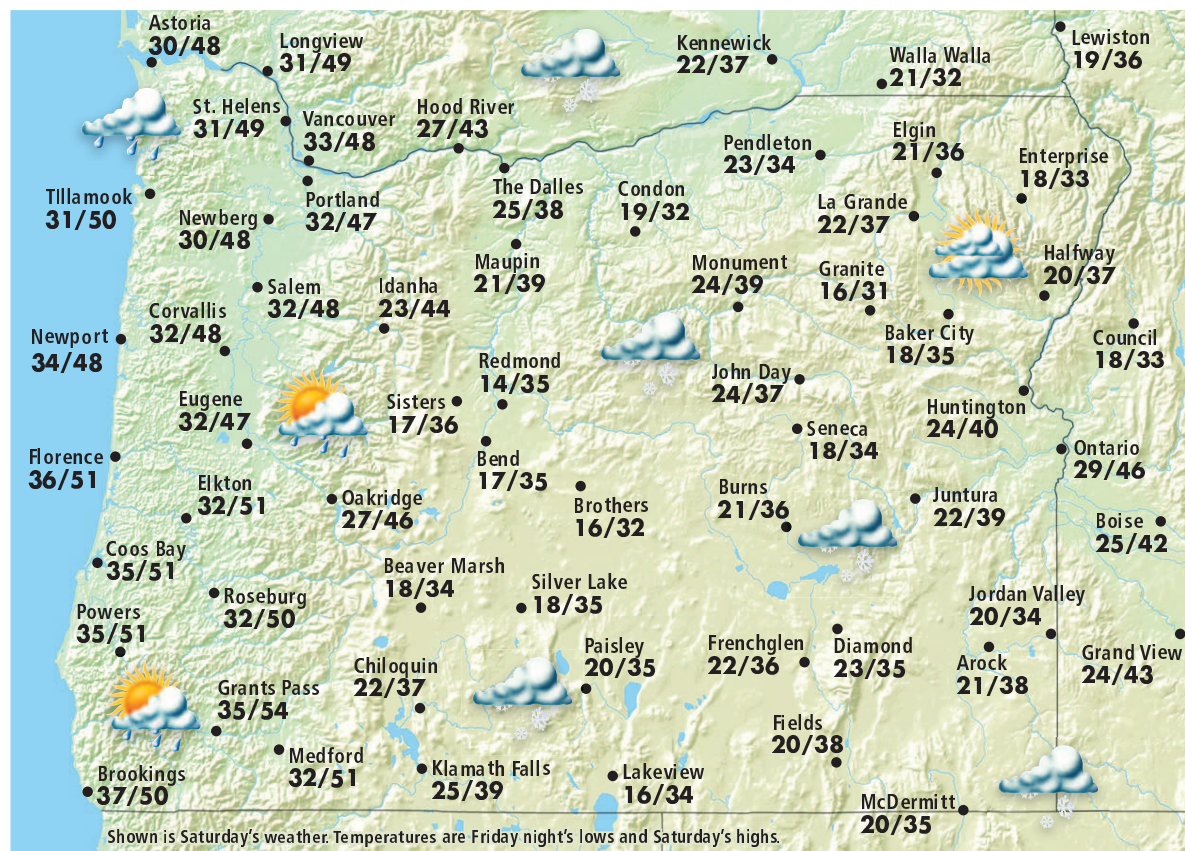 Astoria
30/48
Longview
31/49
Kennewick
22/37
Walla Walla
21/32
Lewiston
19/36
St. Helens
31/49
Vancouver
33/48
Hood River
27/43
Pendleton
23/34
Elgin
21/36
Enterprise
18/33
TIllamook
31/50
Portland
32/47
Newberg
30/48
The Dalles
25/38
Condon
19/32
La Grande
22/37
Maupin
21/39
Monument
24/39
Granite
16/31
Halfway
20/37
Salem
32/48
Idanha
23/44
Corvallis
32/48
Newport
34/48
Baker City
18/35
Council
18/33
Redmond
14/35
John Day
24/37
Eugene
32/47
Sisters
17/36
Huntington
24/40
Seneca
18/34
Florence
36/51
Bend
17/35
Ontario
29/46
Elkton
32/51
Oakridge
27/46
Brothers
16/32
Burns
21/36
Juntura
22/39
Boise
25/42
Coos Bay
35/51
Beaver Marsh
18/34
Silver Lake
18/35
Roseburg
32/50
Jordan Valley
20/34
Powers
35/51
Paisley
20/35
Frenchglen
22/36
Diamond
23/35
Arock
21/38
Grand View
24/43
Chiloquin
22/37
Grants Pass
35/54
Fields
20/38
Medford
32/51
Klamath Falls
25/39
Lakeview
16/34
Brookings
37/50
McDermitt
20/35
Shown is Saturday's weather. Temperatures are Friday night's lows and Saturday's highs.